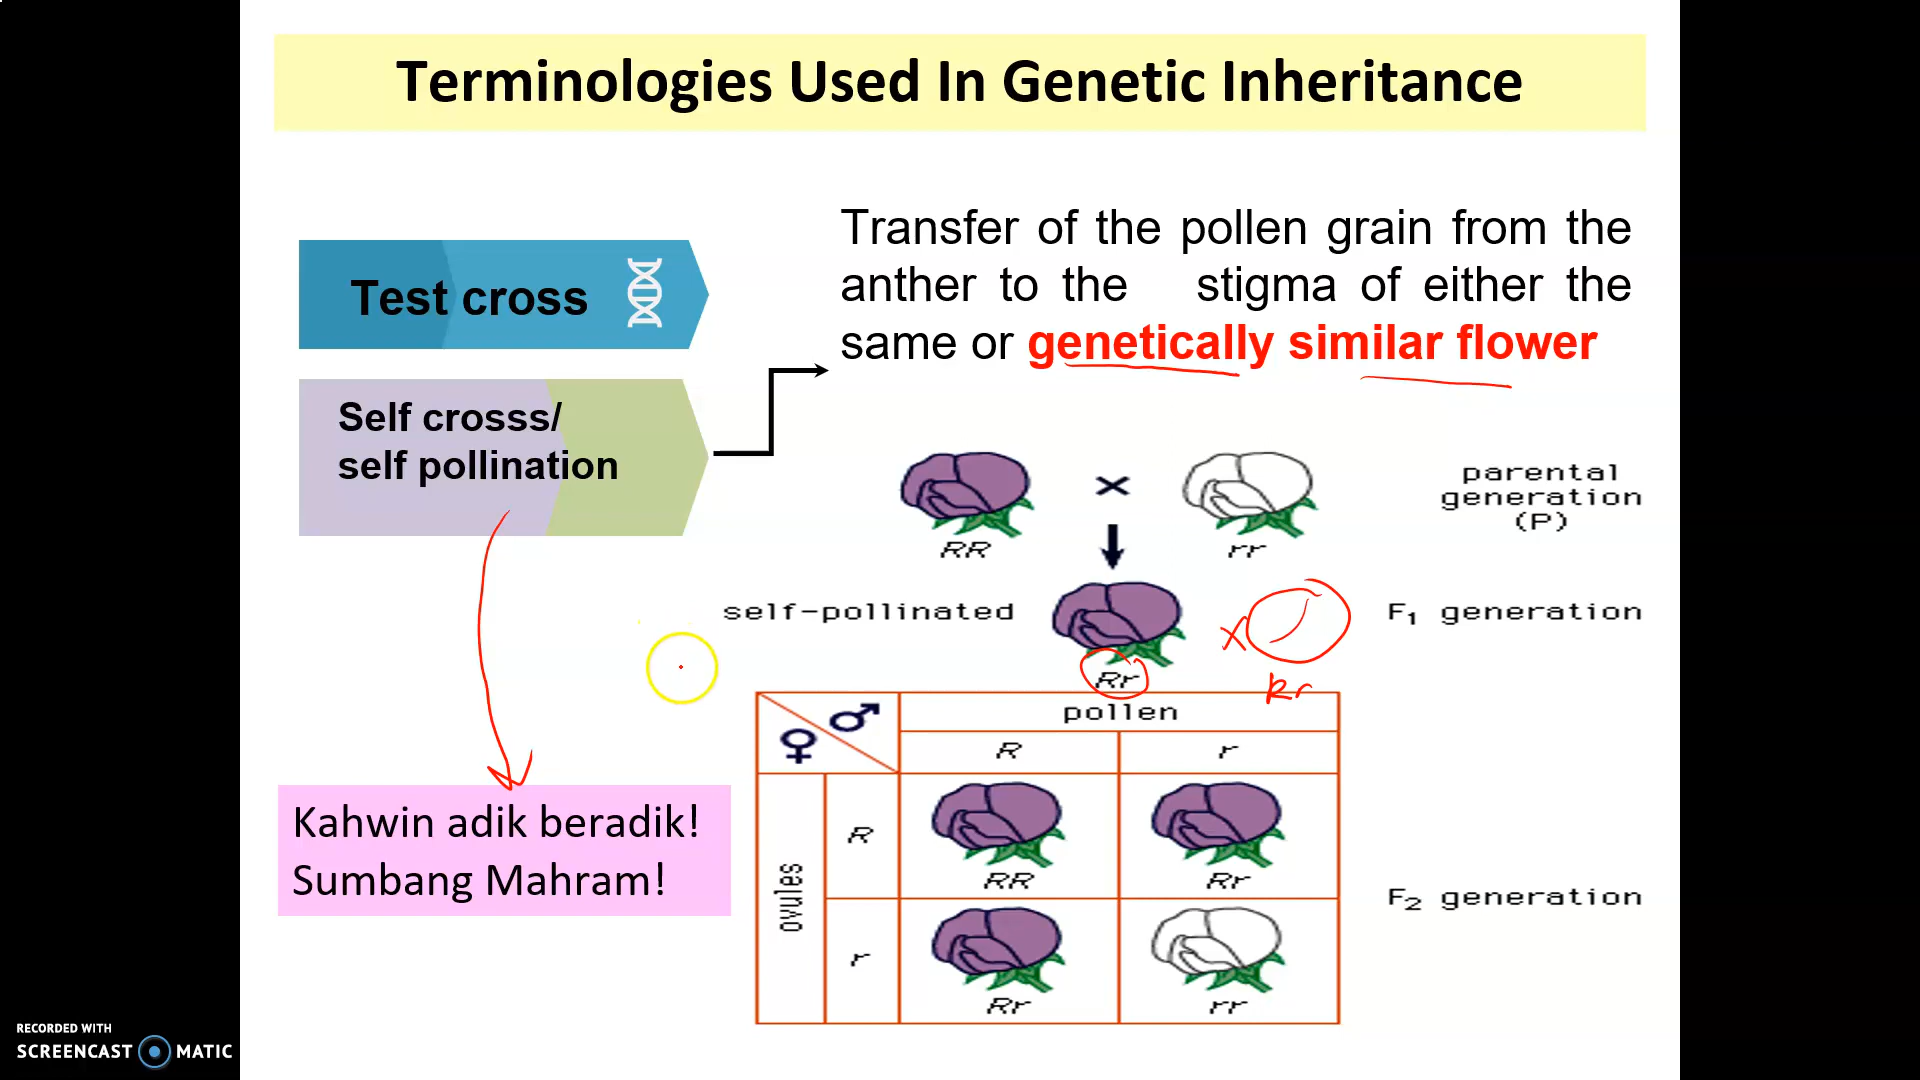 Terminologies Used In Genetic Inheritance
Test cross
Self crosss/
self pollination
Transfer of the pollen grain from the
anther to the stigma of either the
same or genetically similar flower
RR
×
rr
parental
generation
(P)
self-pollinated
Rr
x
Rr
F₁ generation
♀ ♂
pollen
R
r
ovules
R
RR
Rr
r
Rr
rr
F₂ generation
Kahwin adik beradik!
Sumbang Mahram!
RECORDED WITH
SCREENCAST MATIC